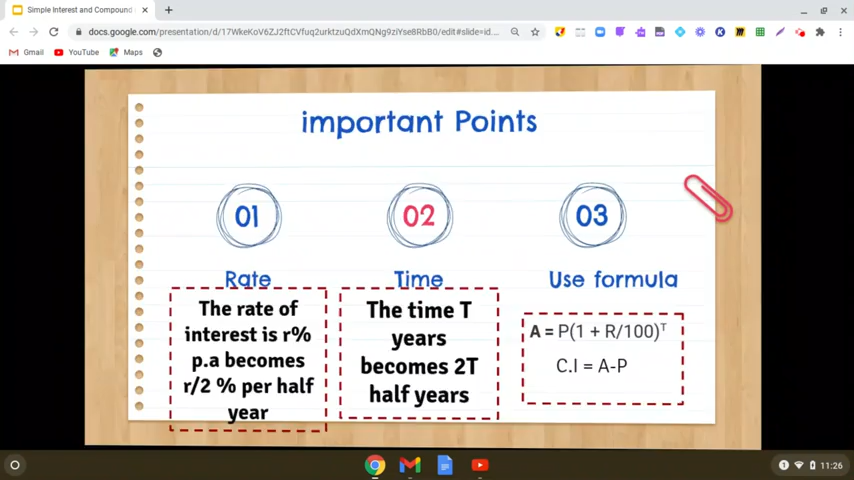 Simple Interest and Compound
docs.google.com/presentation/d/17WkeKoV6ZJ2ftCVfuq2urktzuQdXmQNg9ziYse8RbB0/edit#slide=id....
Gmail
YouTube
Maps
important Points
01
02
03
Rate
Time
Use formula
The rate of
interest is r%
p.a becomes
r/2 % per half
year
The time T
years
becomes 2T
half years
A = P(1 + R/100)ᵀ
C.I = A-P
1
11:26